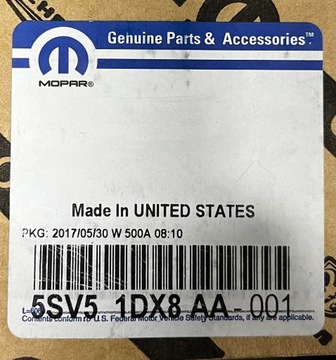 Genuine Parts & Accessories™
MOPAR®
Made In UNITED STATES
PKG: 2017/05/30 W 500A 08:10
5SV5 1DX8 AA-001
Contents conform to U.S. Federal Motor Vehicle Safety Standards, if any are applicable.